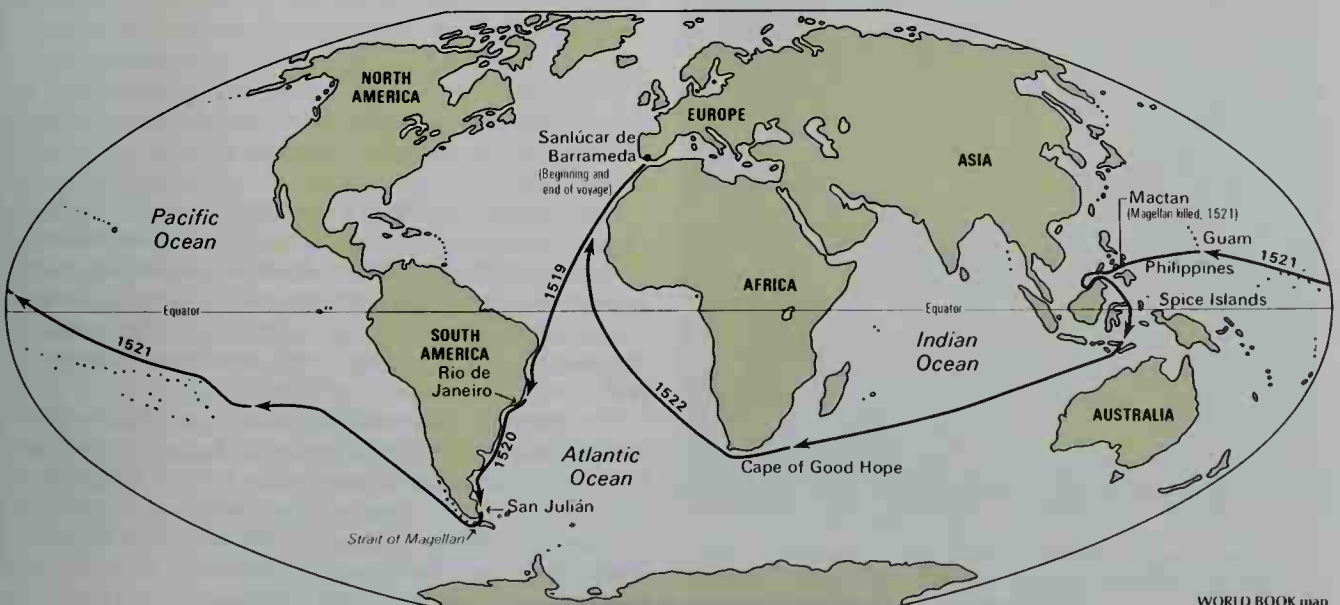 NORTH
AMERICA
EUROPE
Sanlúcar de
Barrameda
(Beginning and
end of voyage)
ASIA
Pacific
Ocean
Mactan
(Magellan killed, 1521)
Guam
1521
Philippines
1519
AFRICA
Spice Islands
Equator
Equator
1521
SOUTH
AMERICA
Rio de
Janeiro
Indian
Ocean
1522
AUSTRALIA
1520
Atlantic
Ocean
Cape of Good Hope
San Julián
Strait of Magellan
WORLD BOOK map